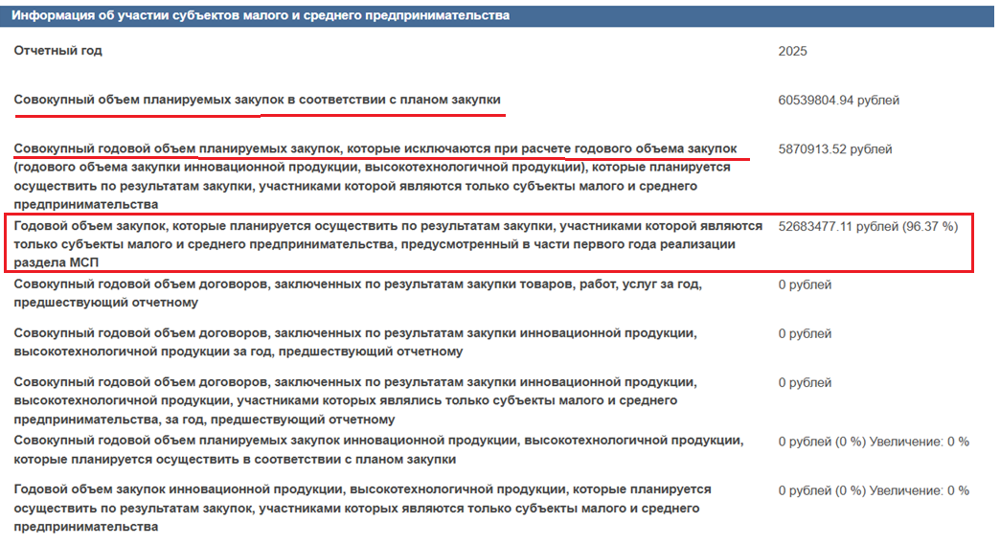 Информация об участии субъектов малого и среднего предпринимательства
Отчетный год
2025
Совокупный объем планируемых закупок в соответствии с планом закупки
60539804.94 рублей
Совокупный годовой объем планируемых закупок, которые исключаются при расчете годового объема закупок
5870913.52 рублей
(годового объема закупки инновационной продукции, высокотехнологичной продукции), которые планируется
осуществить по результатам закупки, участниками которой являются только субъекты малого и среднего
предпринимательства
Годовой объем закупок, которые планируется осуществить по результатам закупки, участниками которой являются
52683477.11 рублей (96.37 %)
только субъекты малого и среднего предпринимательства, предусмотренный в части первого года реализации
раздела МСП
Совокупный годовой объем договоров, заключенных по результатам закупки товаров, работ, услуг за год,
0 рублей
предшествующий отчетному
Совокупный годовой объем договоров, заключенных по результатам закупки инновационной продукции,
0 рублей
высокотехнологичной продукции за год, предшествующий отчетному
Совокупный годовой объем договоров, заключенных по результатам закупки инновационной продукции,
0 рублей
высокотехнологичной продукции, участниками которых являлись только субъекты малого и среднего
предпринимательства, за год, предшествующий отчетному
Совокупный годовой объем планируемых закупок инновационной продукции, высокотехнологичной продукции,
0 рублей (0 %) Увеличение: 0 %
которые планируется осуществить в соответствии с планом закупки
Годовой объем закупок инновационной продукции, высокотехнологичной продукции, которые планируется
0 рублей (0 %) Увеличение: 0 %
осуществить по результатам закупок, участниками которых являются только субъекты малого и среднего
предпринимательства